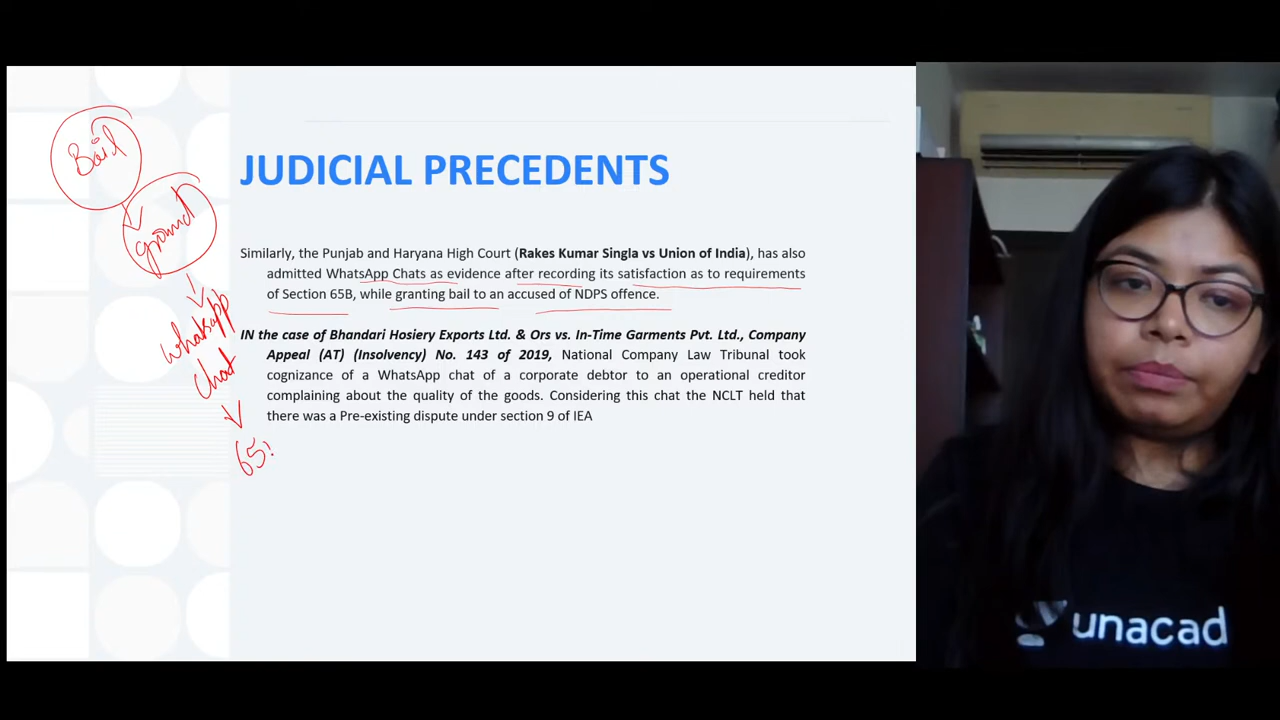 JUDICIAL PRECEDENTS
Similarly, the Punjab and Haryana High Court (Rakes Kumar Singla vs Union of India), has also
admitted WhatsApp Chats as evidence after recording its satisfaction as to requirements
of Section 65B, while granting bail to an accused of NDPS offence.
IN the case of Bhandari Hosiery Exports Ltd. & Ors vs. In-Time Garments Pvt. Ltd., Company
Appeal (AT) (Insolvency) No. 143 of 2019, National Company Law Tribunal took
cognizance of a WhatsApp chat of a corporate debtor to an operational creditor
complaining about the quality of the goods. Considering this chat the NCLT held that
there was a Pre-existing dispute under section 9 of IEA
Bail
ground
whatsapp
chat
65
unacad